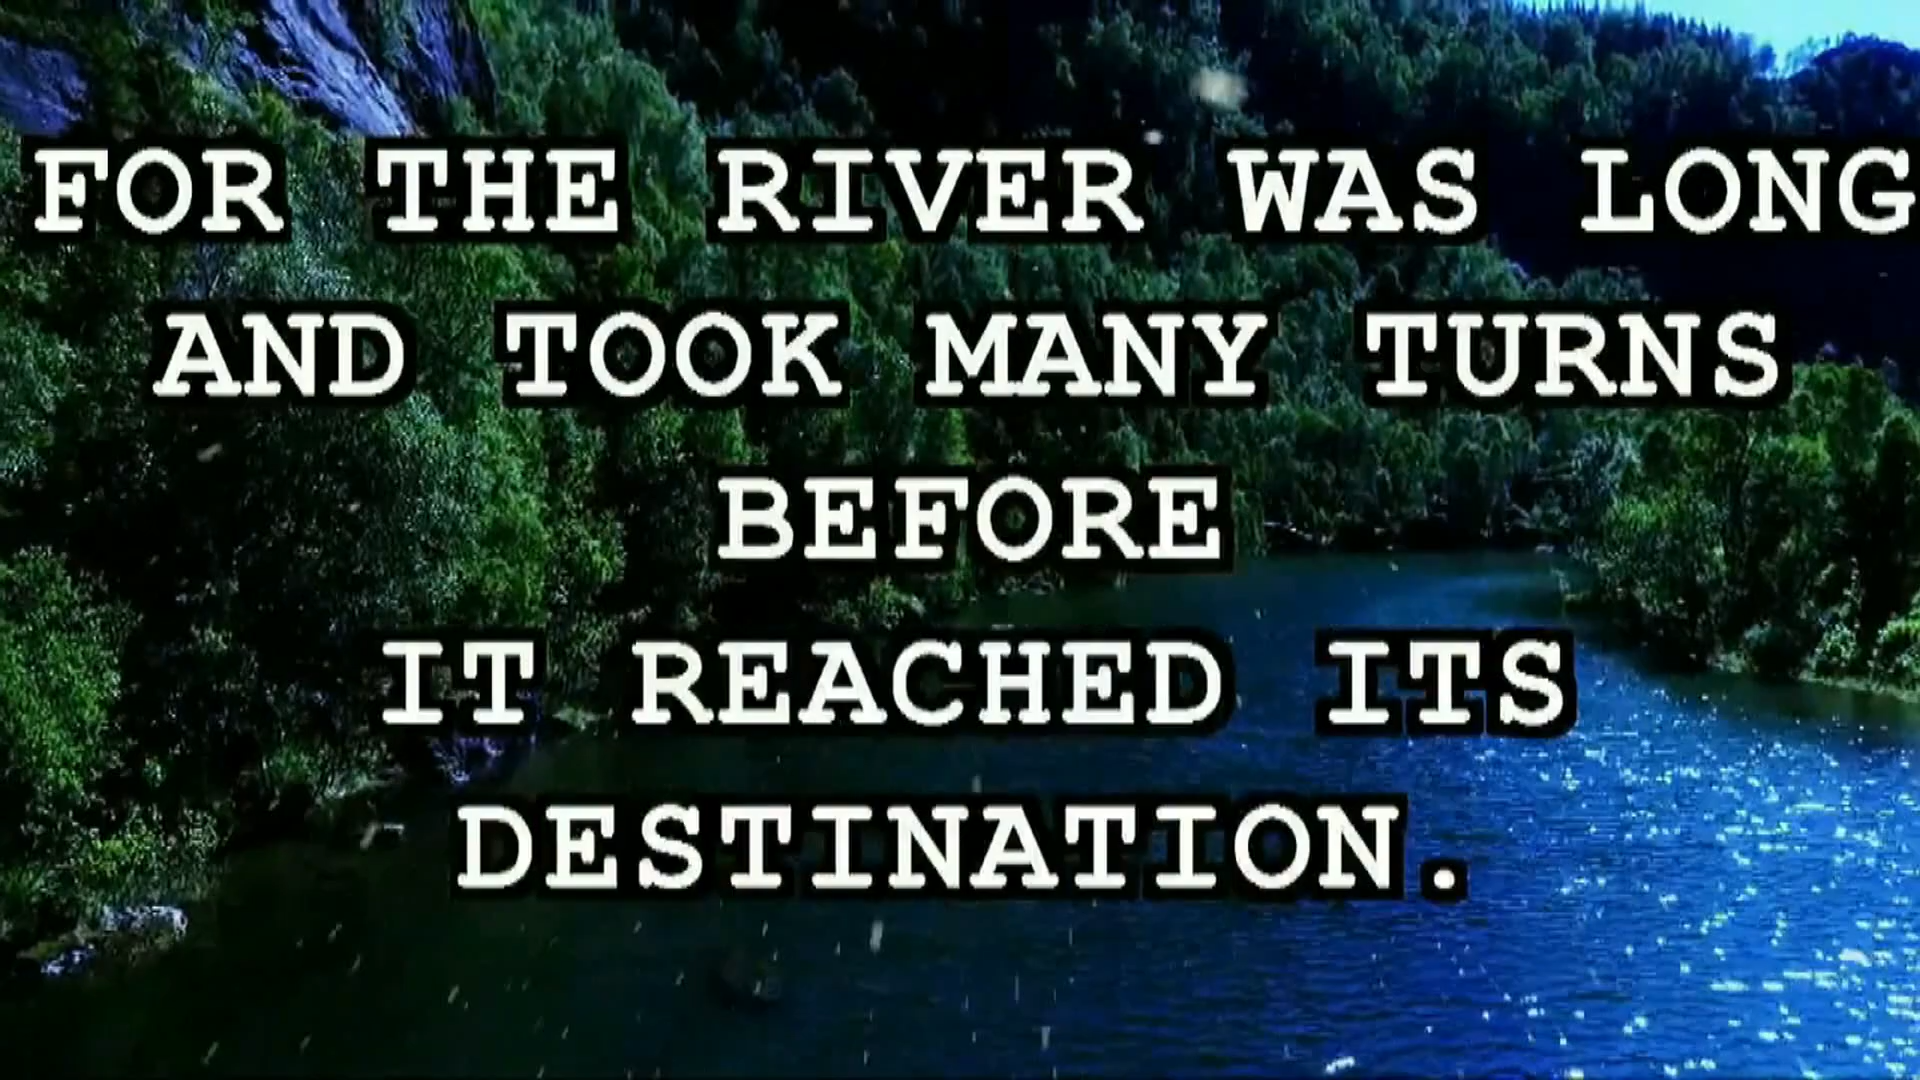 FOR THE RIVER WAS LONG
AND TOOK MANY TURNS
BEFORE
IT REACHED ITS
DESTINATION.